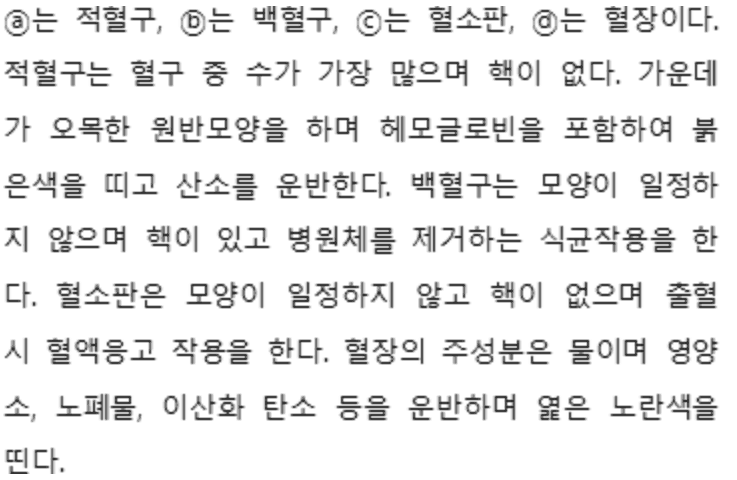 ⓐ는 적혈구, ⓑ는 백혈구, ⓒ는 혈소판, ⓓ는 혈장이다.
적혈구는 혈구 중 수가 가장 많으며 핵이 없다. 가운데
가 오목한 원반모양을 하며 헤모글로빈을 포함하여 붉
은색을 띠고 산소를 운반한다. 백혈구는 모양이 일정하
지 않으며 핵이 있고 병원체를 제거하는 식균작용을 한
다. 혈소판은 모양이 일정하지 않고 핵이 없으며 출혈
시 혈액응고 작용을 한다. 혈장의 주성분은 물이며 영양
소, 노폐물, 이산화 탄소 등을 운반하며 엷은 노란색을
띤다.